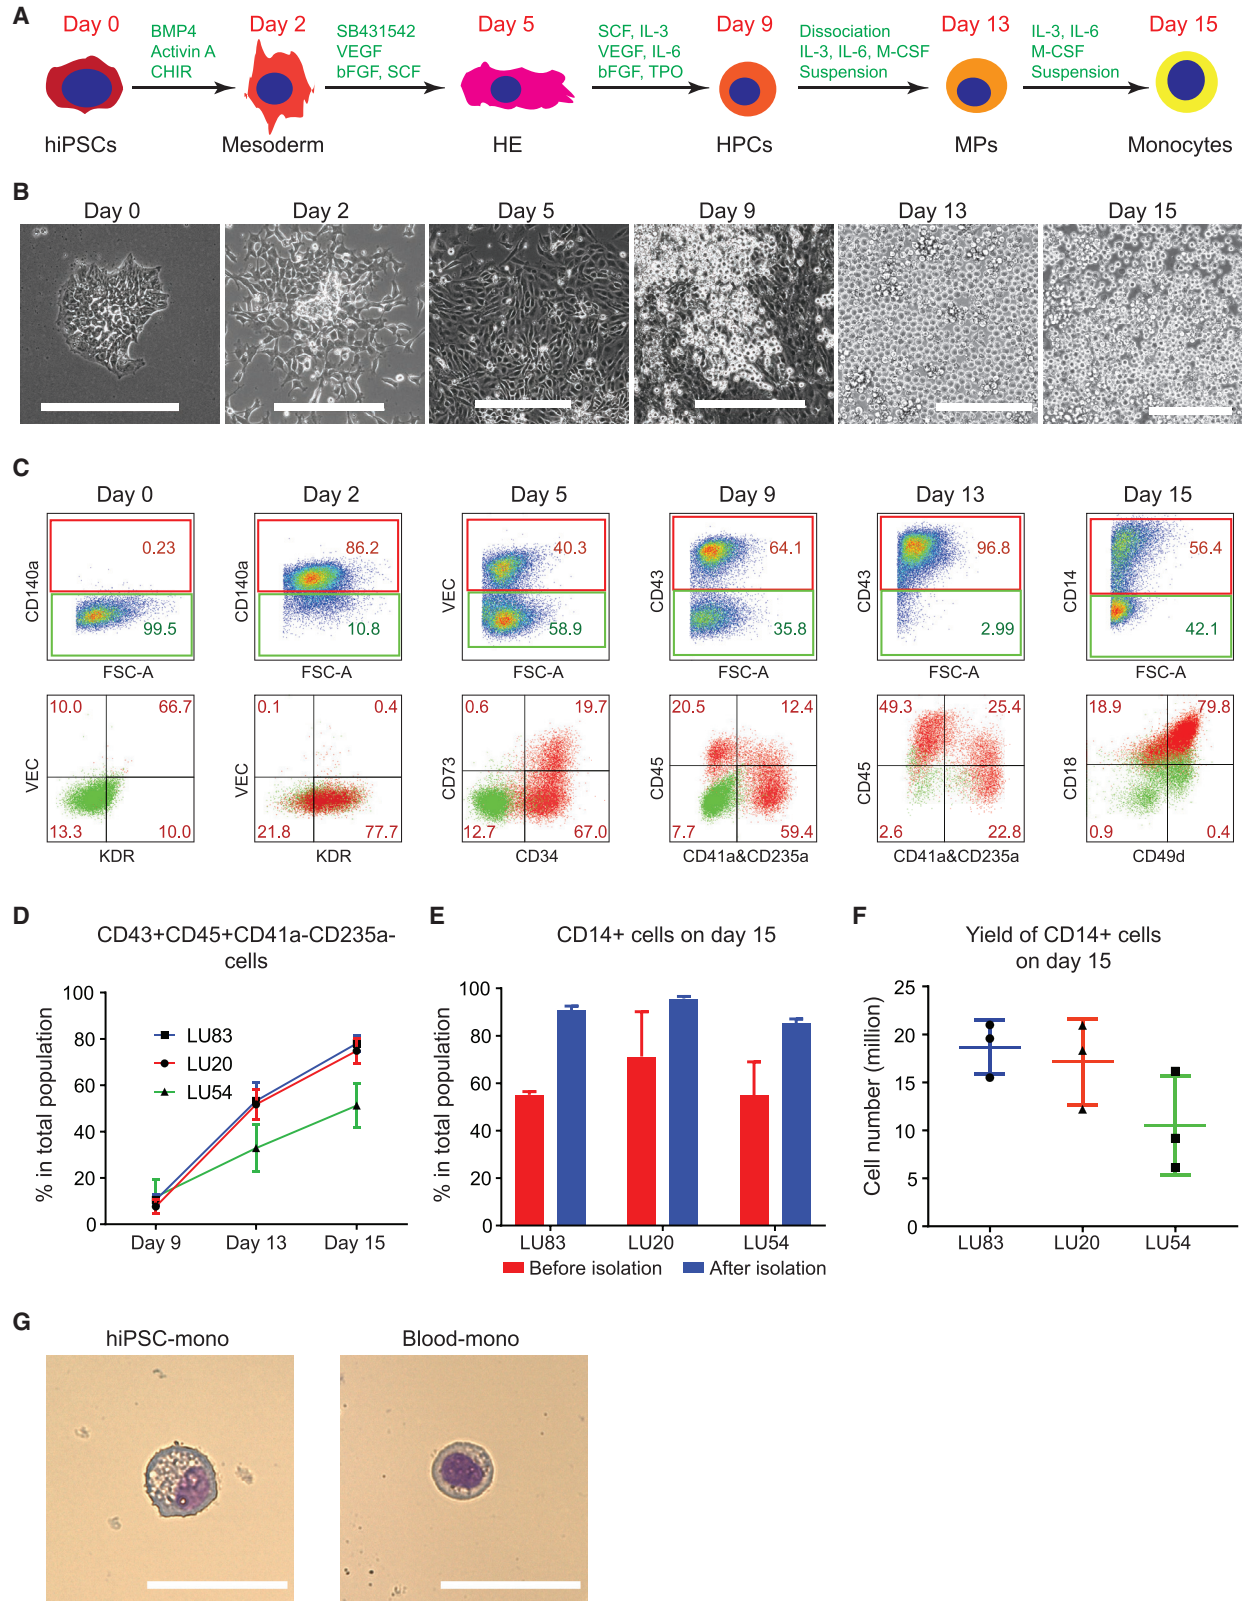 A
Day 0
Day 2
Day 5
Day 9
Day 13
Day 15
BMP4
Activin A
CHIR
SB431542
VEGF
bFGF, SCF
SCF, IL-3
VEGF, IL-6
bFGF, TPO
Dissociation
IL-3, IL-6, M-CSF
Suspension
IL-3, IL-6
M-CSF
Suspension
hiPSCs
Mesoderm
HE
HPCs
MPs
Monocytes
B
Day 0
Day 2
Day 5
Day 9
Day 13
Day 15
C
Day 0
Day 2
Day 5
Day 9
Day 13
Day 15
CD140a
0.23
99.5
FSC-A
CD140a
86.2
10.8
FSC-A
VEC
40.3
58.9
FSC-A
CD43
64.1
35.8
FSC-A
CD43
96.8
2.99
FSC-A
CD14
56.4
42.1
FSC-A
VEC
10.0
66.7
13.3
10.0
KDR
VEC
0.1
0.4
21.8
77.7
KDR
CD73
0.6
19.7
12.7
67.0
CD34
CD45
20.5
12.4
7.7
59.4
CD41a&CD235a
CD45
49.3
25.4
2.6
22.8
CD41a&CD235a
CD18
18.9
79.8
0.9
0.4
CD49d
D
CD43+CD45+CD41a-CD235a-
cells
% in total population
100
80
60
40
20
0
LU83
LU20
LU54
Day 9
Day 13
Day 15
E
CD14+ cells on day 15
% in total population
100
80
60
40
20
0
LU83
LU20
LU54
Before isolation
After isolation
F
Yield of CD14+ cells
on day 15
Cell number (million)
25
20
15
10
5
0
LU83
LU20
LU54
G
hiPSC-mono
Blood-mono